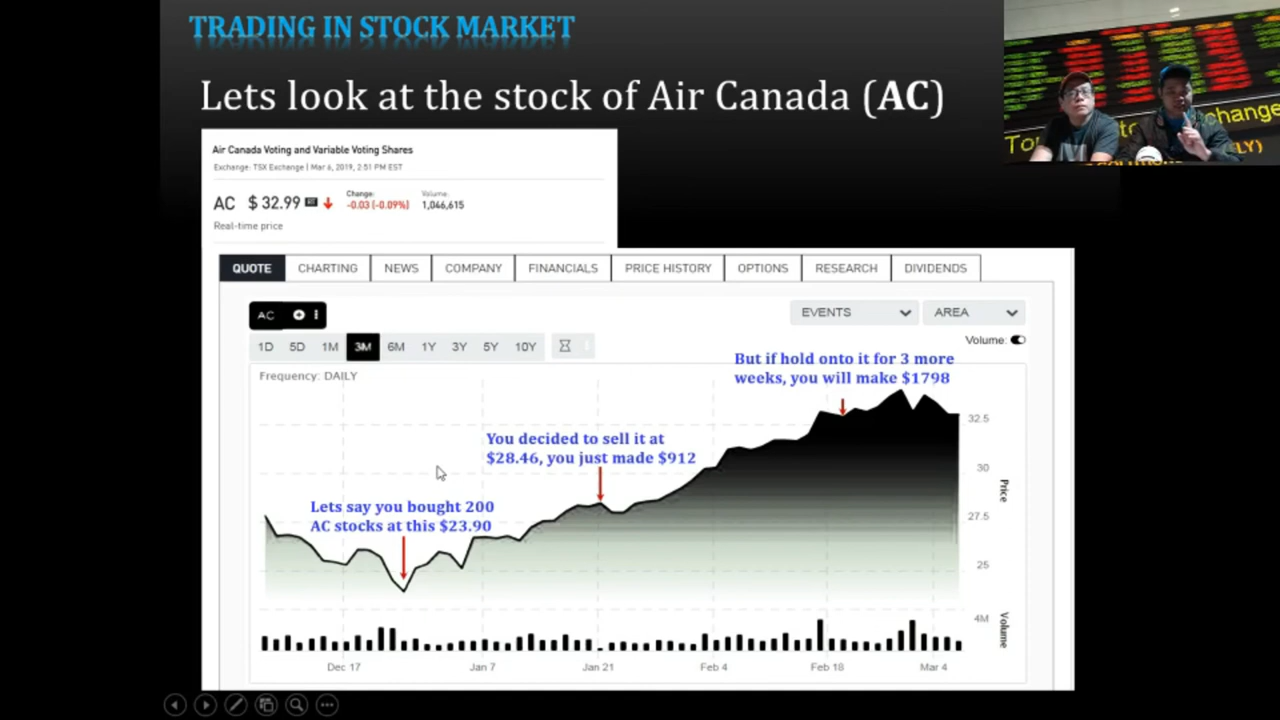 TRADING IN STOCK MARKET
Lets look at the stock of Air Canada (AC)
Air Canada Voting and Variable Voting Shares
Exchange: TSX Exchange | Mar 6, 2019, 2:51 PM EST
AC $ 32.99
Change: Volume:
-0.03 (-0.09%) 1,046,615
Real-time price
QUOTE CHARTING NEWS COMPANY FINANCIALS PRICE HISTORY OPTIONS RESEARCH DIVIDENDS
AC
EVENTS AREA
1D 5D 1M 3M 6M 1Y 3Y 5Y 10Y
Volume:
Frequency: DAILY
But if hold onto it for 3 more
weeks, you will make $1798
You decided to sell it at
$28.46, you just made $912
Lets say you bought 200
AC stocks at this $23.90
32.5
30
27.5
25
Price
4M
Volume
Dec 17 Jan 7 Jan 21 Feb 4 Feb 18 Mar 4
change
LY)